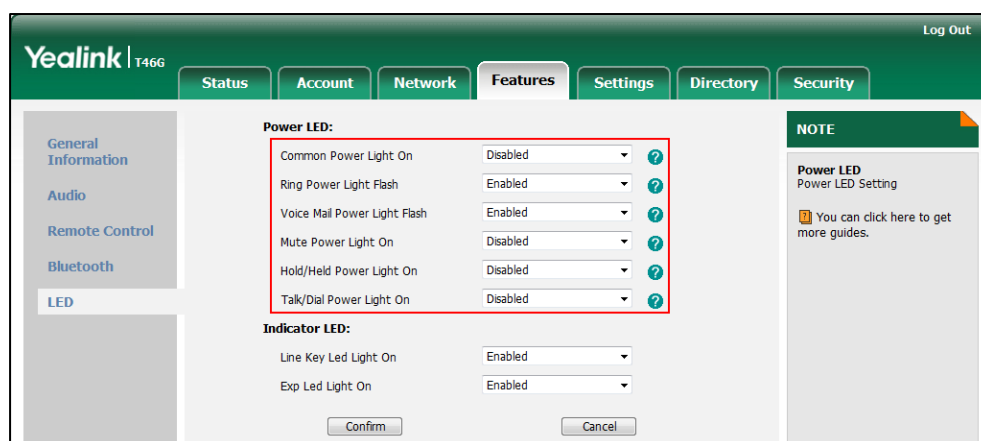 Log Out
Yealink T46G
Status Account Network Features Settings Directory Security
General Information
Audio
Remote Control
Bluetooth
LED
Power LED:
Common Power Light On Disabled ?
Ring Power Light Flash Enabled ?
Voice Mail Power Light Flash Enabled ?
Mute Power Light On Disabled ?
Hold/Held Power Light On Disabled ?
Talk/Dial Power Light On Disabled ?
Indicator LED:
Line Key Led Light On Enabled
Exp Led Light On Enabled
Confirm Cancel
NOTE
Power LED
Power LED Setting
? You can click here to get
more guides.